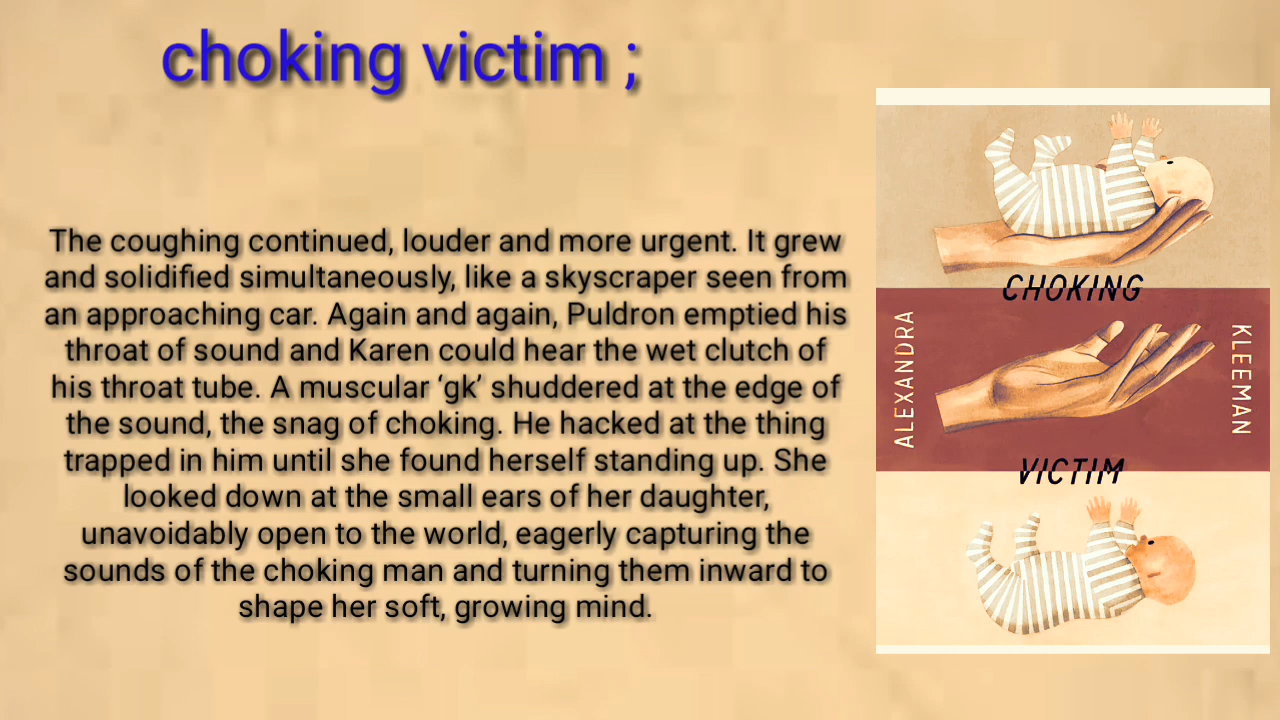 choking victim ;
The coughing continued, louder and more urgent. It grew
and solidified simultaneously, like a skyscraper seen from
an approaching car. Again and again, Puldron emptied his
throat of sound and Karen could hear the wet clutch of
his throat tube. A muscular ‘gk’ shuddered at the edge of
the sound, the snag of choking. He hacked at the thing
trapped in him until she found herself standing up. She
looked down at the small ears of her daughter,
unavoidably open to the world, eagerly capturing the
sounds of the choking man and turning them inward to
shape her soft, growing mind.
CHOKING
ALEXANDRA
KLEEMAN
VICTIM